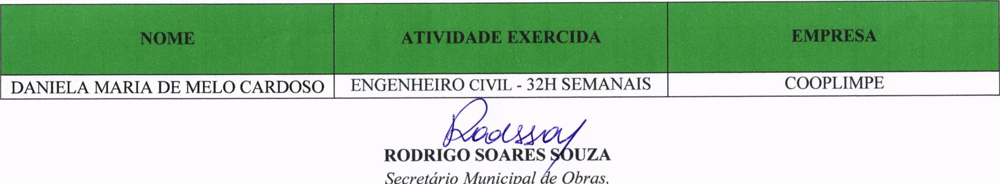 NOME ATIVIDADE EXERCIDA EMPRESA
DANIELA MARIA DE MELO CARDOSO ENGENHEIRO CIVIL - 32H SEMANAIS COOPLIMPE
RODRIGO SOARES SOUZA
Secretário Municipal de Obras,